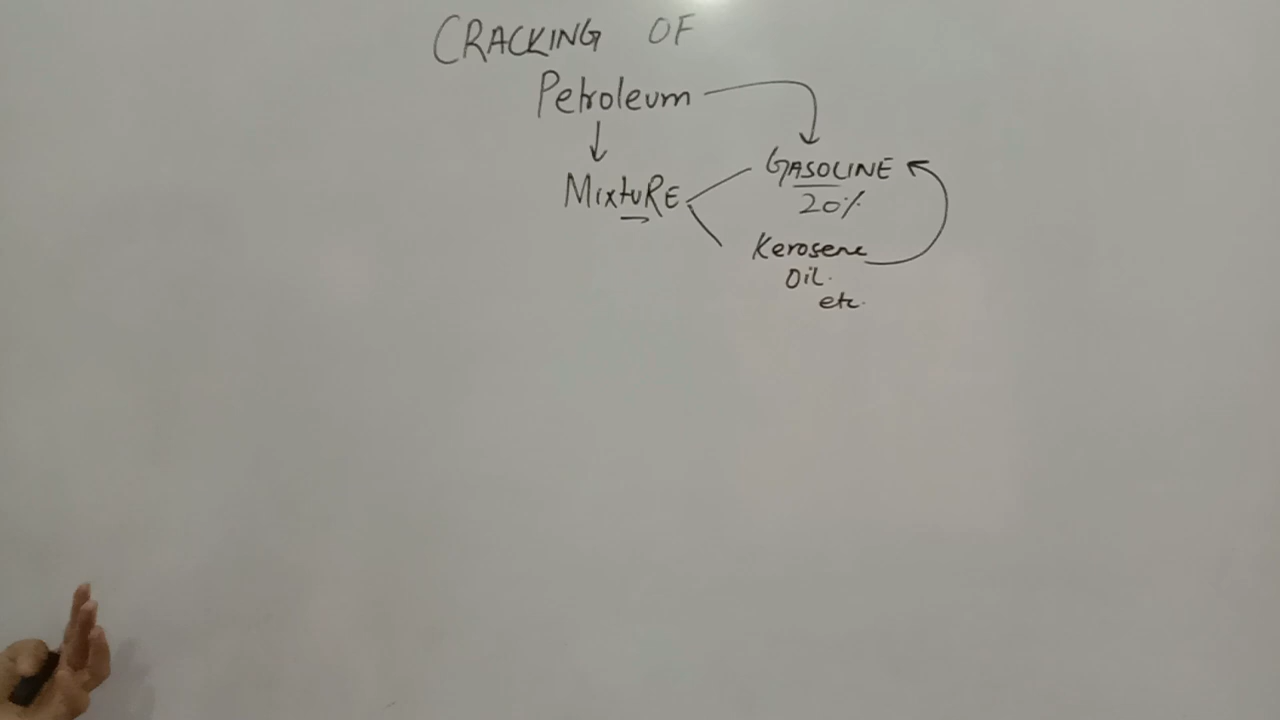 CRACKING OF
Petroleum
MixtuRE
GASOLINE
20%
Kerosene
Oil.
etc.